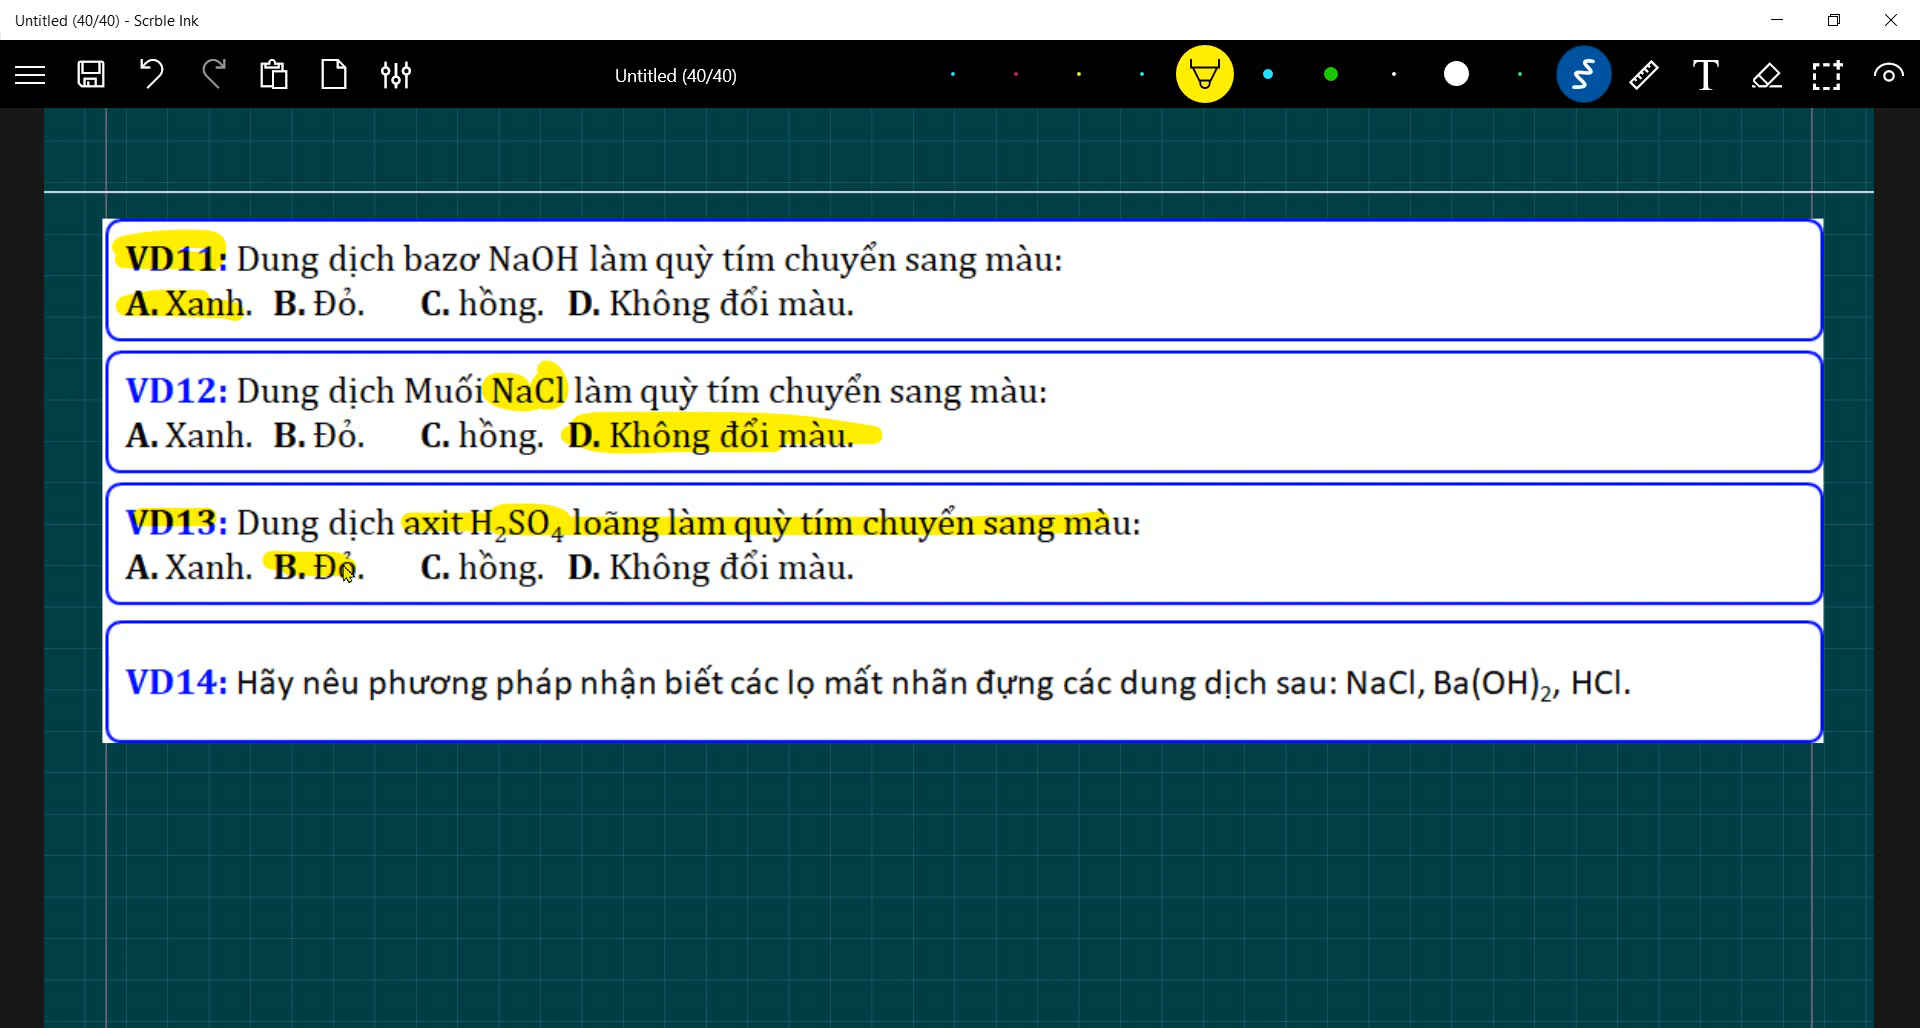 Untitled (40/40) - Scrble Ink
Untitled (40/40)
T
VD11: Dung dịch bazơ NaOH làm quỳ tím chuyển sang màu:
A. Xanh. B. Đỏ. C. hồng. D. Không đổi màu.
VD12: Dung dịch Muối NaCl làm quỳ tím chuyển sang màu:
A. Xanh. B. Đỏ. C. hồng. D. Không đổi màu.
VD13: Dung dịch axit H₂SO₄ loãng làm quỳ tím chuyển sang màu:
A. Xanh. B. Đỏ. C. hồng. D. Không đổi màu.
VD14: Hãy nêu phương pháp nhận biết các lọ mất nhãn đựng các dung dịch sau: NaCl, Ba(OH)₂, HCl.